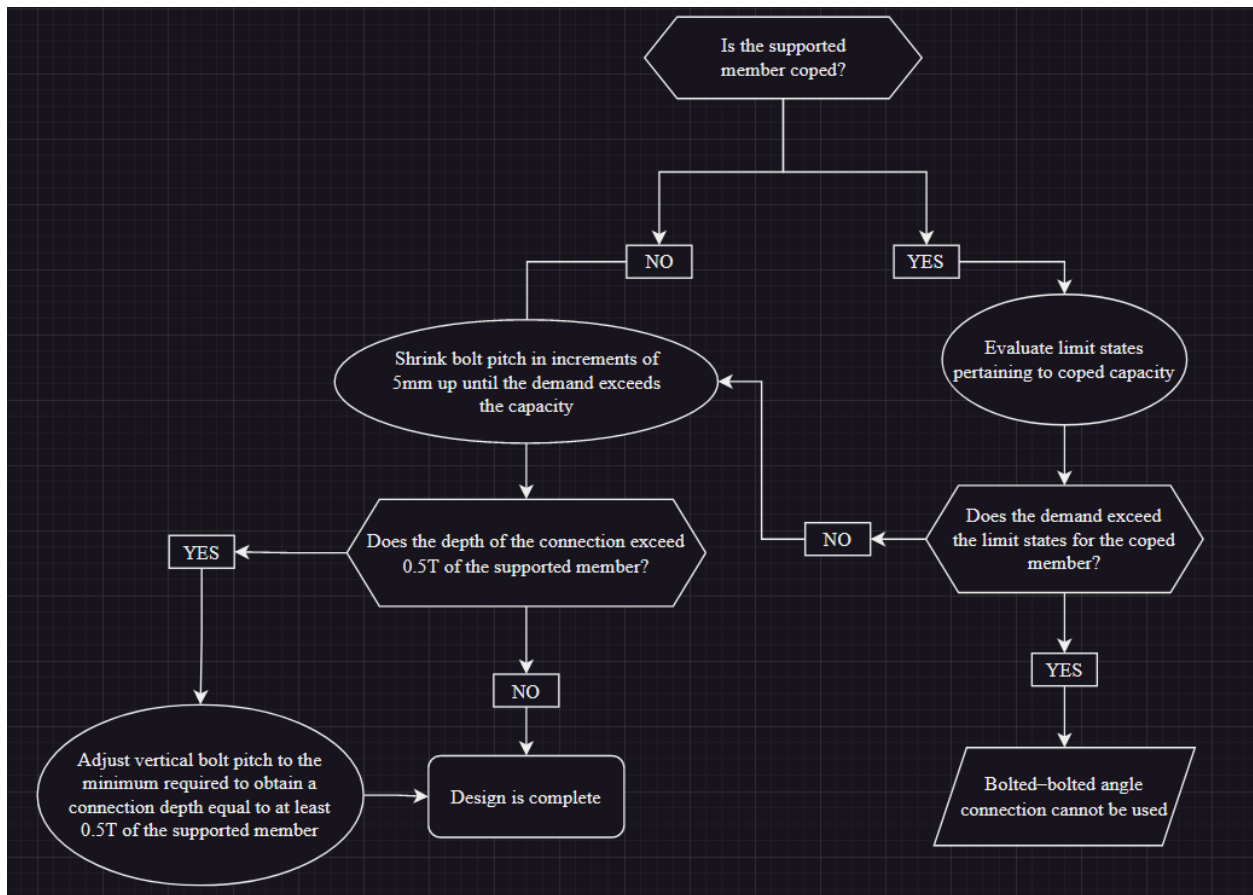 Is the supported
member coped?
NO
YES
Shrink bolt pitch in increments of
5mm up until the demand exceeds
the capacity
Evaluate limit states
pertaining to coped capacity
YES
Does the depth of the connection exceed
0.5T of the supported member?
NO
Does the demand exceed
the limit states for the coped
member?
NO
YES
Adjust vertical bolt pitch to the
minimum required to obtain a
connection depth equal to at least
0.5T of the supported member
Design is complete
Bolted–bolted angle
connection cannot be used